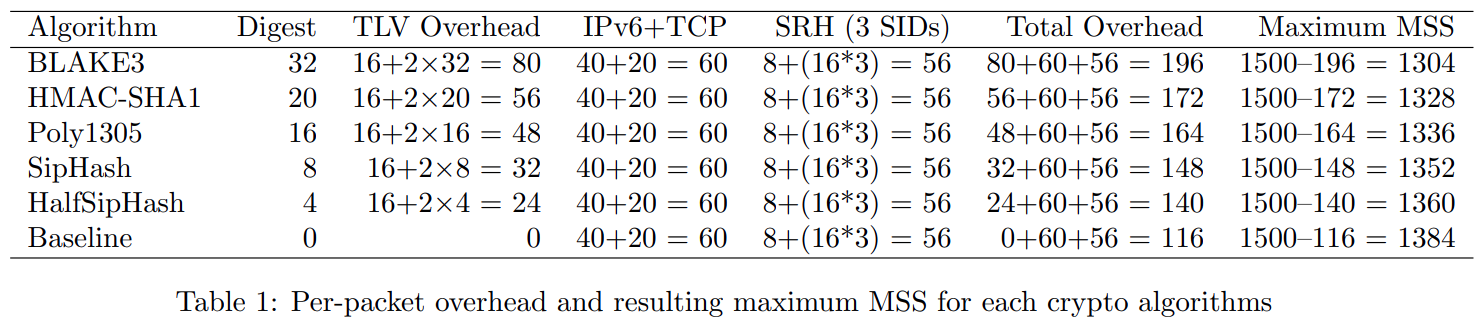 Algorithm Digest TLV Overhead IPv6+TCP SRH (3 SIDs) Total Overhead Maximum MSS
BLAKE3 32 16+2×32 = 80 40+20 = 60 8+(16*3) = 56 80+60+56 = 196 1500–196 = 1304
HMAC-SHA1 20 16+2×20 = 56 40+20 = 60 8+(16*3) = 56 56+60+56 = 172 1500–172 = 1328
Poly1305 16 16+2×16 = 48 40+20 = 60 8+(16*3) = 56 48+60+56 = 164 1500–164 = 1336
SipHash 8 16+2×8 = 32 40+20 = 60 8+(16*3) = 56 32+60+56 = 148 1500–148 = 1352
HalfSipHash 4 16+2×4 = 24 40+20 = 60 8+(16*3) = 56 24+60+56 = 140 1500–140 = 1360
Baseline 0 0 40+20 = 60 8+(16*3) = 56 0+60+56 = 116 1500–116 = 1384
Table 1: Per-packet overhead and resulting maximum MSS for each crypto algorithms